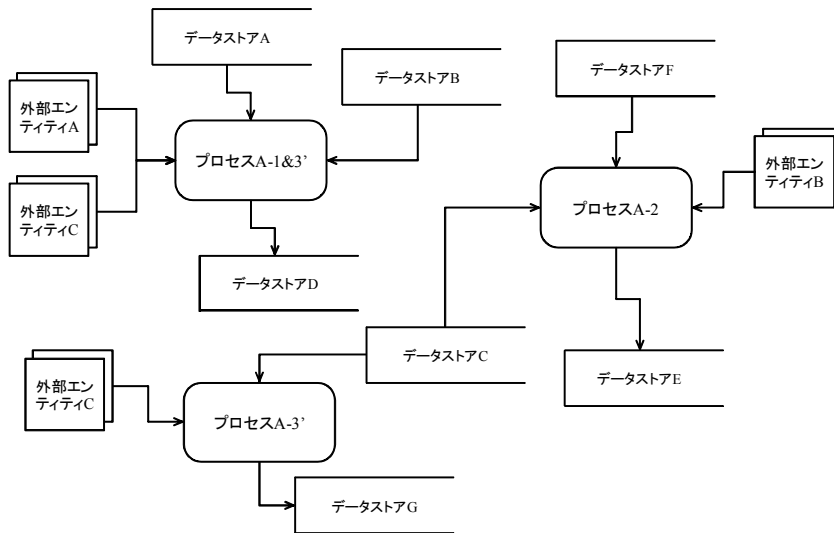 データストアA
データストアB
データストアF
外部エン
ティティA
プロセスA-1&3’
外部エン
ティティB
外部エン
ティティC
プロセスA-2
データストアD
データストアC
データストアE
外部エン
ティティC
プロセスA-3’
データストアG